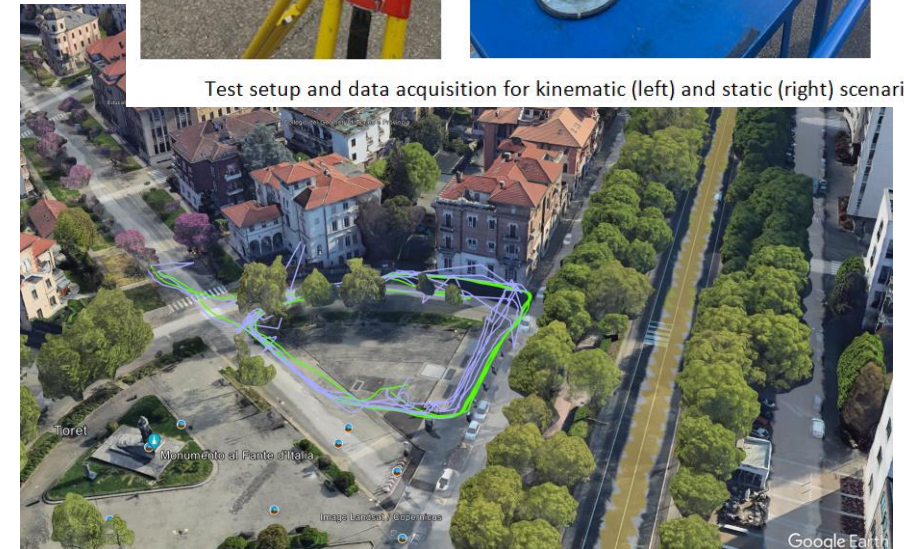 Test setup and data acquisition for kinematic (left) and static (right) scenari
Toret
Monumento al Fante d'Italia
Image Landsat / Copernicus
Google Earth